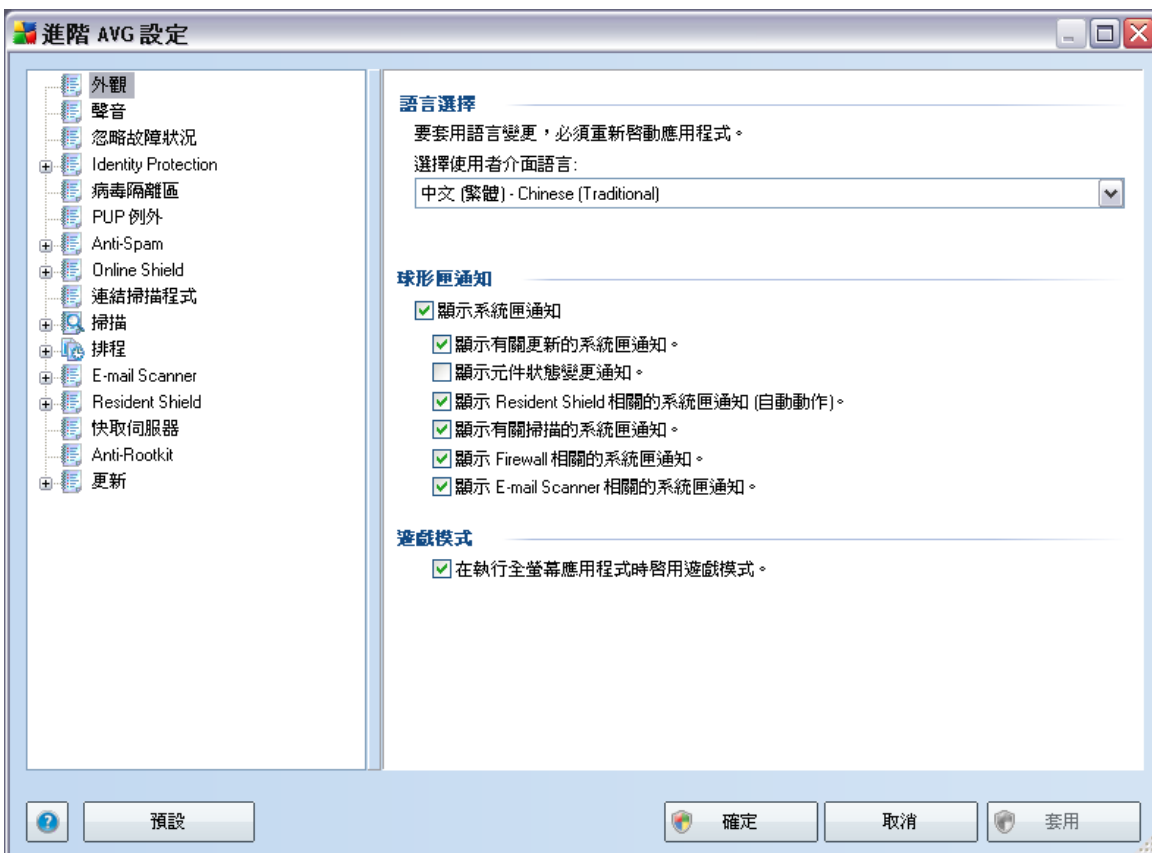 進階 AVG 設定
外觀
聲音
忽略故障狀況
Identity Protection
病毒隔離區
PUP 例外
Anti-Spam
Online Shield
連結掃描程式
掃描
排程
E-mail Scanner
Resident Shield
快取伺服器
Anti-Rootkit
更新
語言選擇
要套用語言變更，必須重新啓動應用程式。
選擇使用者介面語言:
中文 (繁體) - Chinese (Traditional)
球形匣通知
顯示系統匣通知
顯示有關更新的系統匣通知。
顯示元件狀態變更通知。
顯示 Resident Shield 相關的系統匣通知 (自動動作)。
顯示有關掃描的系統匣通知。
顯示 Firewall 相關的系統匣通知。
顯示 E-mail Scanner 相關的系統匣通知。
遊戲模式
在執行全螢幕應用程式時啓用遊戲模式。
預設
確定
取消
套用